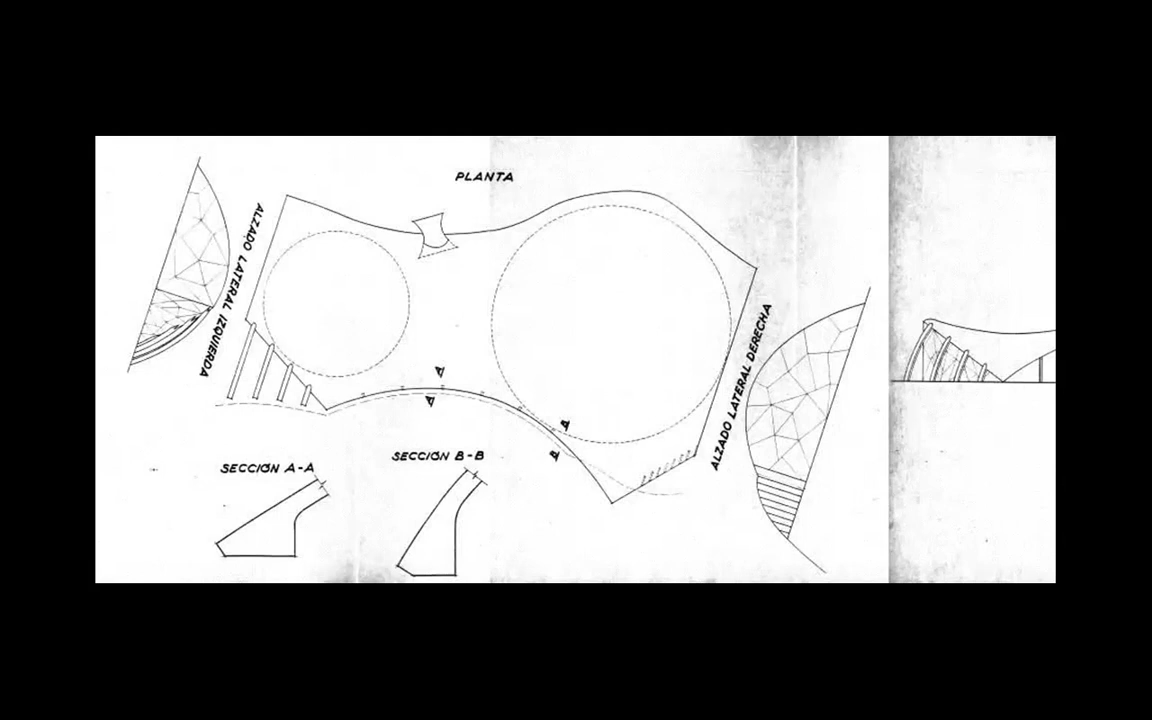 PLANTA
ALZADO LATERAL IZQUIERDA
ALZADO LATERAL DERECHA
SECCIÓN A-A
SECCIÓN B-B
A
A
B
B